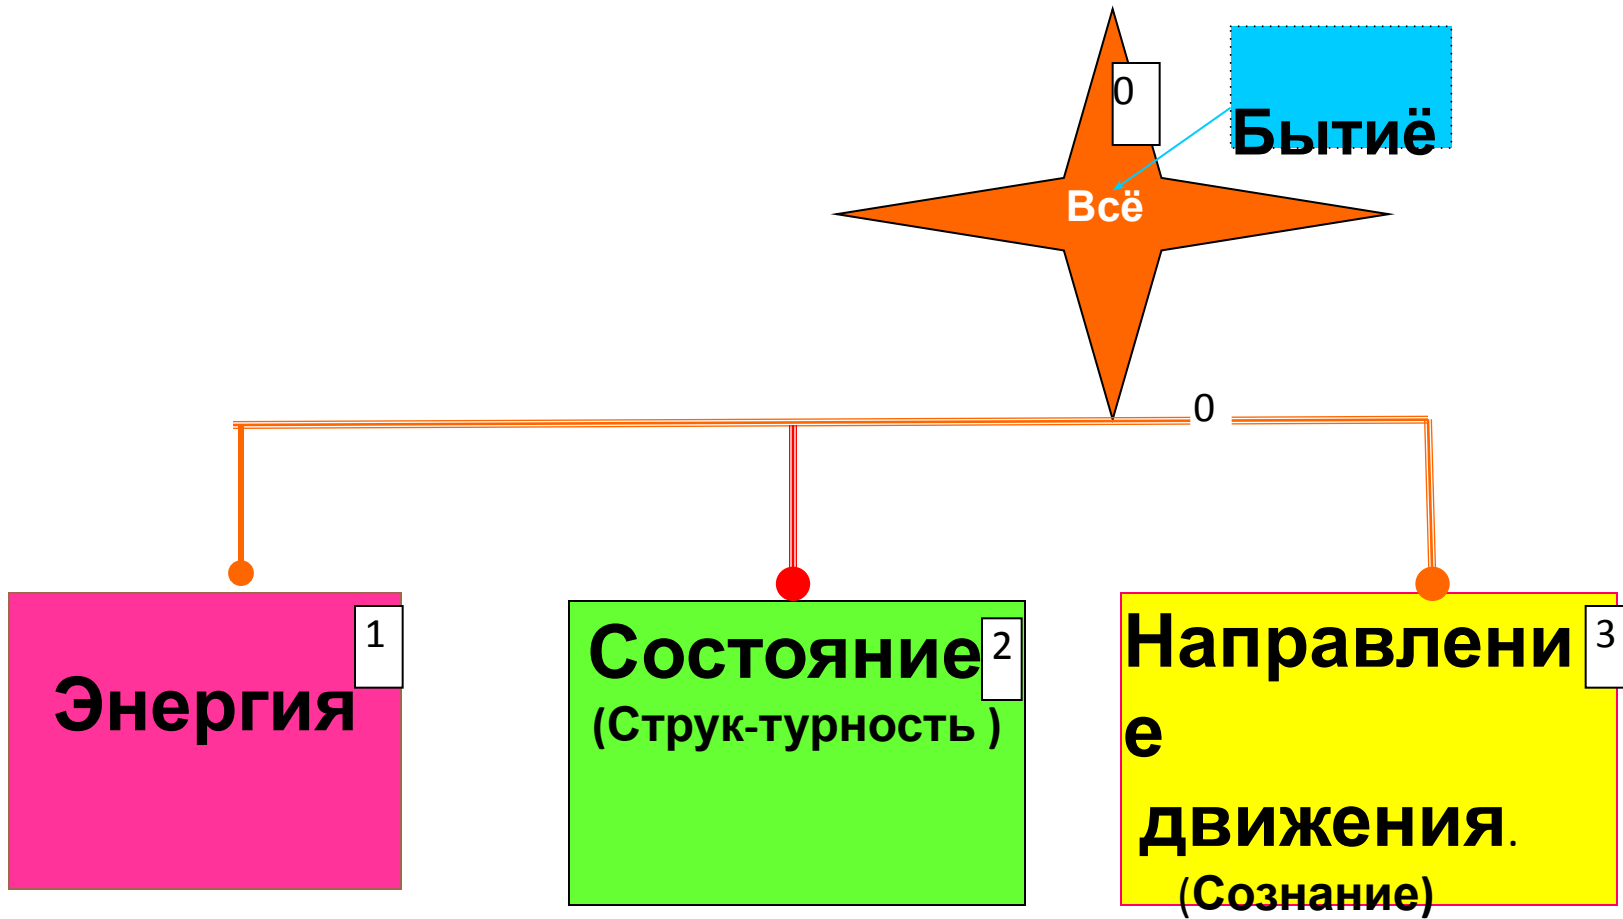 0
Бытиё
Всё
0
1
Энергия
2
Состояние
(Струк-турность )
3
Направлени
е
движения.
(Сознание)